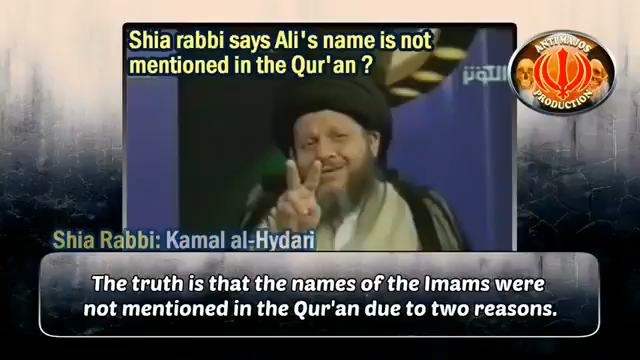 Shia rabbi says Ali's name is not
mentioned in the Qur'an ?
ANTIMAJOS
PRODUCTION
الكوثر
Shia Rabbi: Kamal al-Hydari
The truth is that the names of the Imams were
not mentioned in the Qur'an due to two reasons.